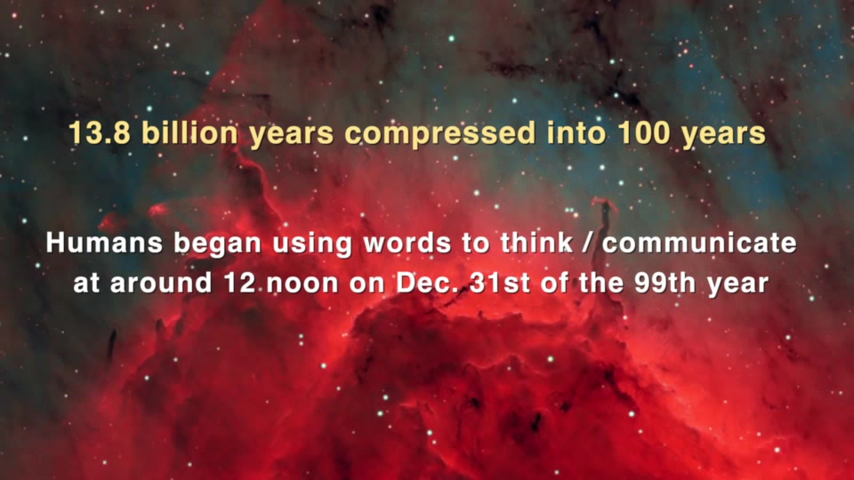 13.8 billion years compressed into 100 years
Humans began using words to think / communicate
at around 12 noon on Dec. 31st of the 99th year